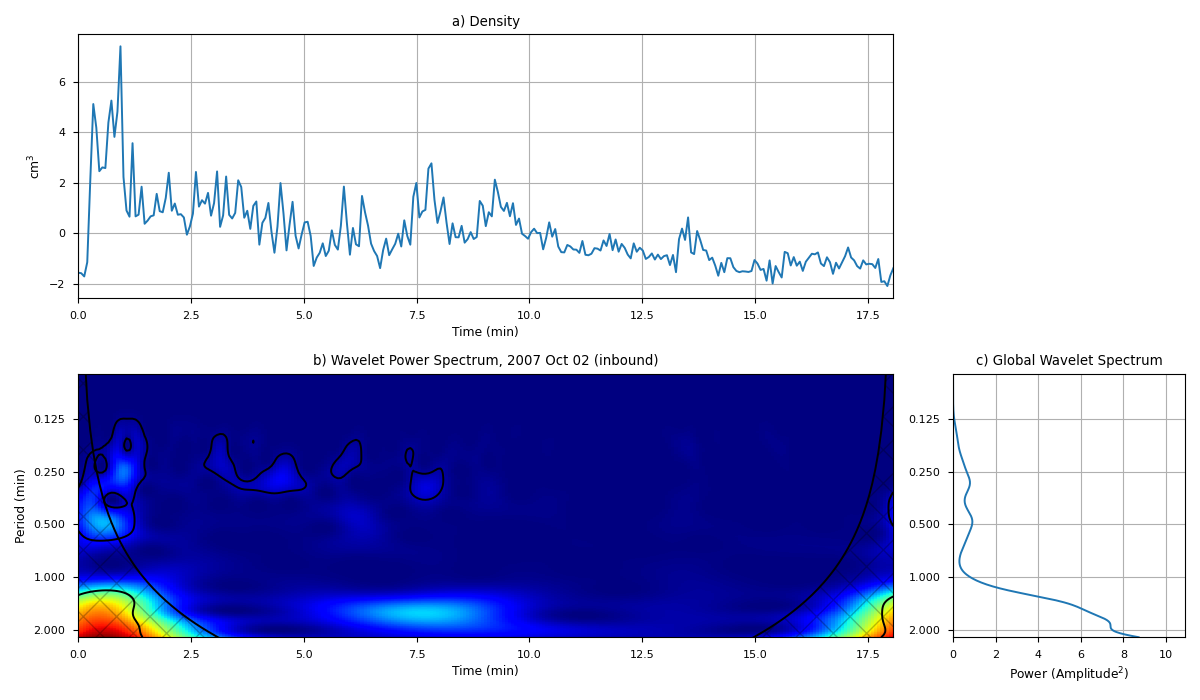 a) Density
cm³
6
4
2
0
−2
0.0 2.5 5.0 7.5 10.0 12.5 15.0 17.5
Time (min)
b) Wavelet Power Spectrum, 2007 Oct 02 (inbound)
Period (min)
0.125
0.250
0.500
1.000
2.000
0.0 2.5 5.0 7.5 10.0 12.5 15.0 17.5
Time (min)
c) Global Wavelet Spectrum
0.125
0.250
0.500
1.000
2.000
0 2 4 6 8 10
Power (Amplitude²)